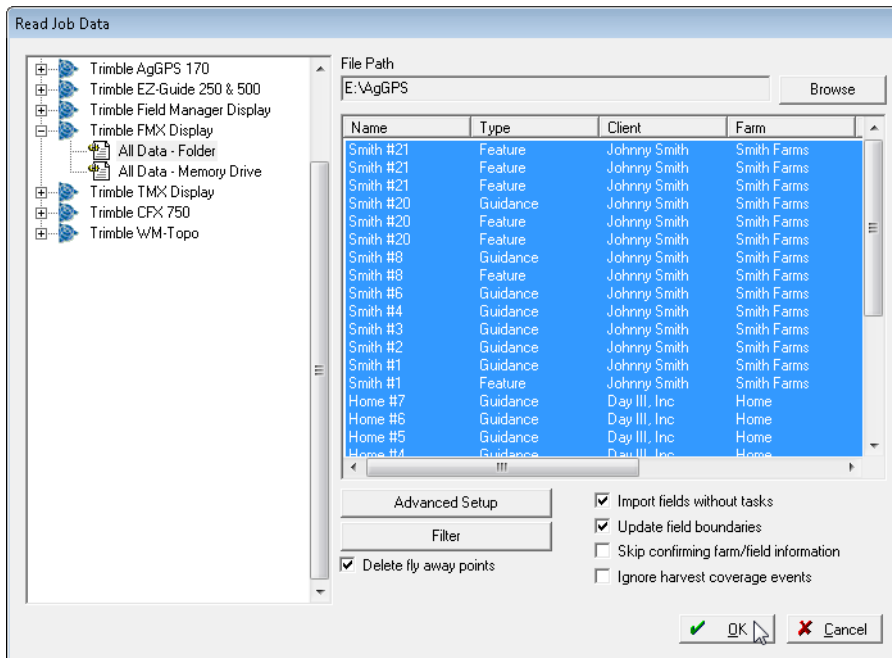 Read Job Data
Trimble AgGPS 170
Trimble EZ-Guide 250 & 500
Trimble Field Manager Display
Trimble FMX Display
All Data - Folder
All Data - Memory Drive
Trimble TMX Display
Trimble CFX 750
Trimble WM-Topo
File Path
E:\AgGPS
Browse
Name Type Client Farm
Smith #21 Feature Johnny Smith Smith Farms
Smith #21 Feature Johnny Smith Smith Farms
Smith #21 Feature Johnny Smith Smith Farms
Smith #20 Guidance Johnny Smith Smith Farms
Smith #20 Feature Johnny Smith Smith Farms
Smith #20 Feature Johnny Smith Smith Farms
Smith #8 Guidance Johnny Smith Smith Farms
Smith #8 Feature Johnny Smith Smith Farms
Smith #6 Guidance Johnny Smith Smith Farms
Smith #4 Guidance Johnny Smith Smith Farms
Smith #3 Guidance Johnny Smith Smith Farms
Smith #2 Guidance Johnny Smith Smith Farms
Smith #1 Guidance Johnny Smith Smith Farms
Smith #1 Feature Johnny Smith Smith Farms
Home #7 Guidance Day III, Inc Home
Home #6 Guidance Day III, Inc Home
Home #5 Guidance Day III, Inc Home
Home #4 Guidance Day III, Inc Home
Advanced Setup
Filter
Delete fly away points
Import fields without tasks
Update field boundaries
Skip confirming farm/field information
Ignore harvest coverage events
OK
Cancel